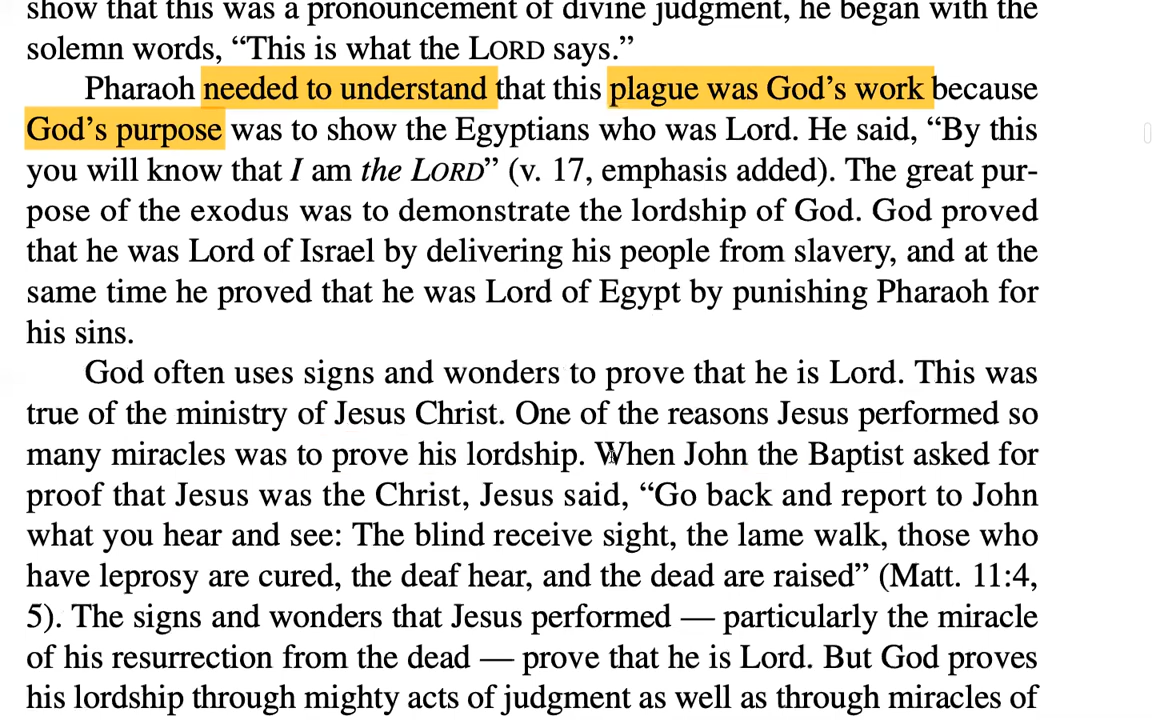 show that this was a pronouncement of divine judgment, he began with the
solemn words, “This is what the LORD says.”
Pharaoh needed to understand that this plague was God’s work because
God’s purpose was to show the Egyptians who was Lord. He said, “By this
you will know that I am the LORD” (v. 17, emphasis added). The great pur-
pose of the exodus was to demonstrate the lordship of God. God proved
that he was Lord of Israel by delivering his people from slavery, and at the
same time he proved that he was Lord of Egypt by punishing Pharaoh for
his sins.
God often uses signs and wonders to prove that he is Lord. This was
true of the ministry of Jesus Christ. One of the reasons Jesus performed so
many miracles was to prove his lordship. When John the Baptist asked for
proof that Jesus was the Christ, Jesus said, “Go back and report to John
what you hear and see: The blind receive sight, the lame walk, those who
have leprosy are cured, the deaf hear, and the dead are raised” (Matt. 11:4,
5). The signs and wonders that Jesus performed — particularly the miracle
of his resurrection from the dead — prove that he is Lord. But God proves
his lordship through mighty acts of judgment as well as through miracles of